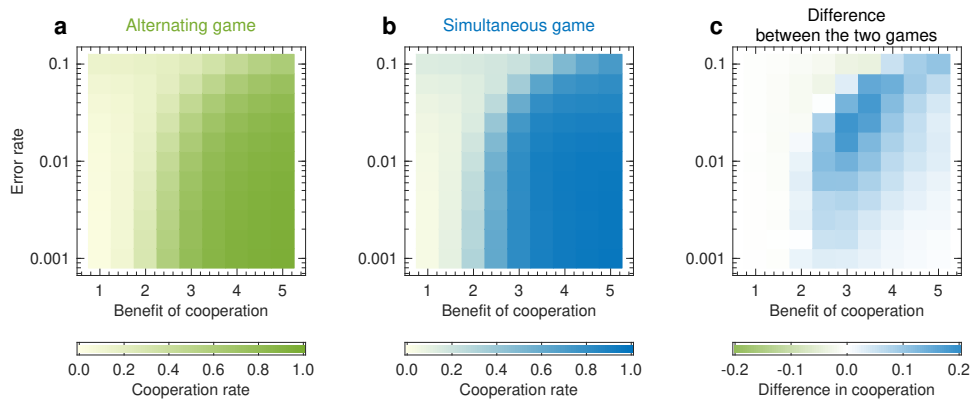 a
Alternating game
b
Simultaneous game
c
Difference
between the two games
Error rate
0.1
0.01
0.001
1 2 3 4 5
Benefit of cooperation
0.0 0.2 0.4 0.6 0.8 1.0
Cooperation rate
0.1
0.01
0.001
1 2 3 4 5
Benefit of cooperation
0.0 0.2 0.4 0.6 0.8 1.0
Cooperation rate
0.1
0.01
0.001
1 2 3 4 5
Benefit of cooperation
-0.2 -0.1 0.0 0.1 0.2
Difference in cooperation